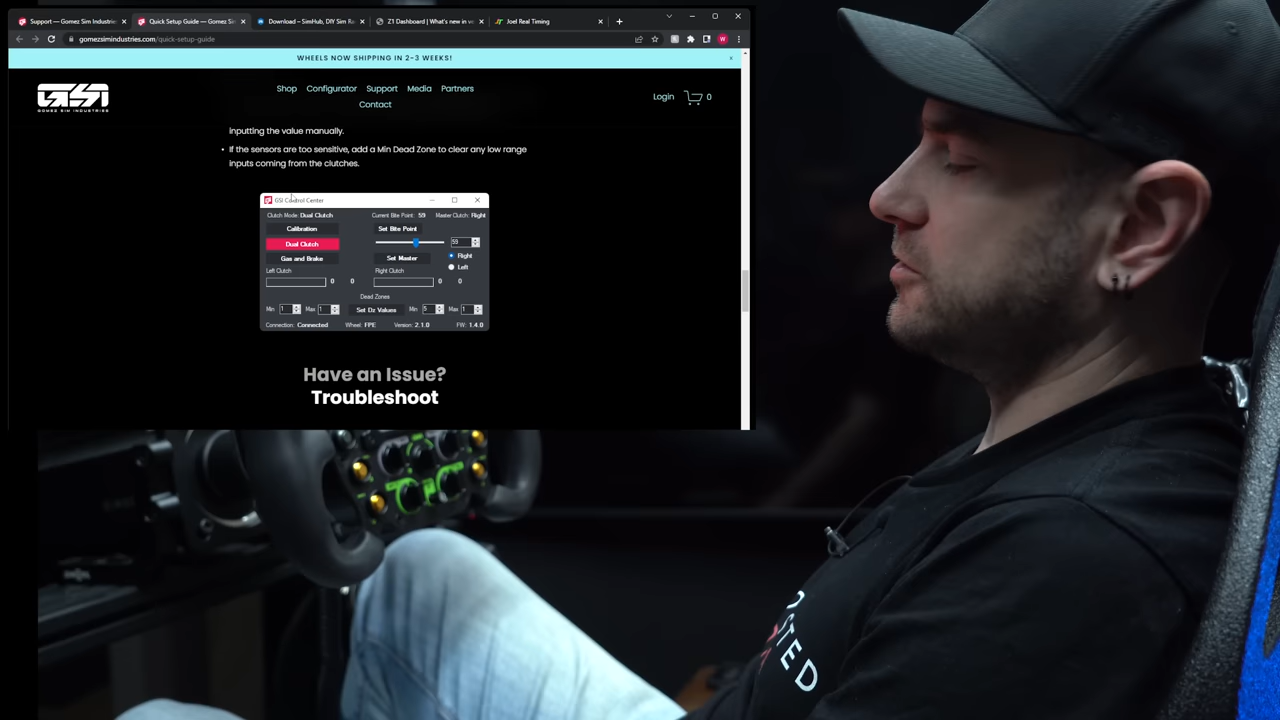 Support — Gomez Sim Industries
Quick Setup Guide — Gomez Sim
Download – SimHub, DIY Sim Ra
Z1 Dashboard | What's new in ve
Joel Real Timing
gomezsimindustries.com/quick-setup-guide
WHEELS NOW SHIPPING IN 2–3 WEEKS!
GSI
GOMEZ SIM INDUSTRIES
Shop Configurator Support Media Partners
Contact
Login 0
inputting the value manually.
• If the sensors are too sensitive, add a Min Dead Zone to clear any low range
inputs coming from the clutches.
GSI Control Center
Clutch Mode: Dual Clutch Current Bite Point: 59 Master Clutch: Right
Calibration Set Bite Point
Dual Clutch 59
Gas and Brake Set Master Right
Left
Left Clutch Right Clutch
0 0 0 0
Dead Zones
Min 1 Max 1 Set Dz Values Min 5 Max 1
Connection: Connected Wheel: FPE Version: 2.1.0 FW: 1.4.0
Have an Issue?
Troubleshoot